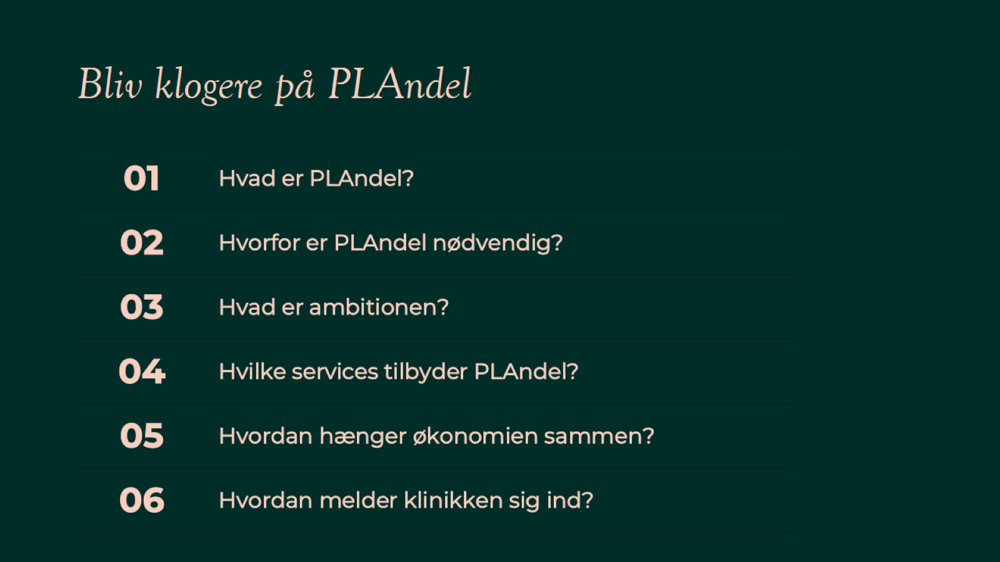 Bliv klogere på PLAndel
01 Hvad er PLAndel?
02 Hvorfor er PLAndel nødvendig?
03 Hvad er ambitionen?
04 Hvilke services tilbyder PLAndel?
05 Hvordan hænger økonomien sammen?
06 Hvordan melder klinikken sig ind?